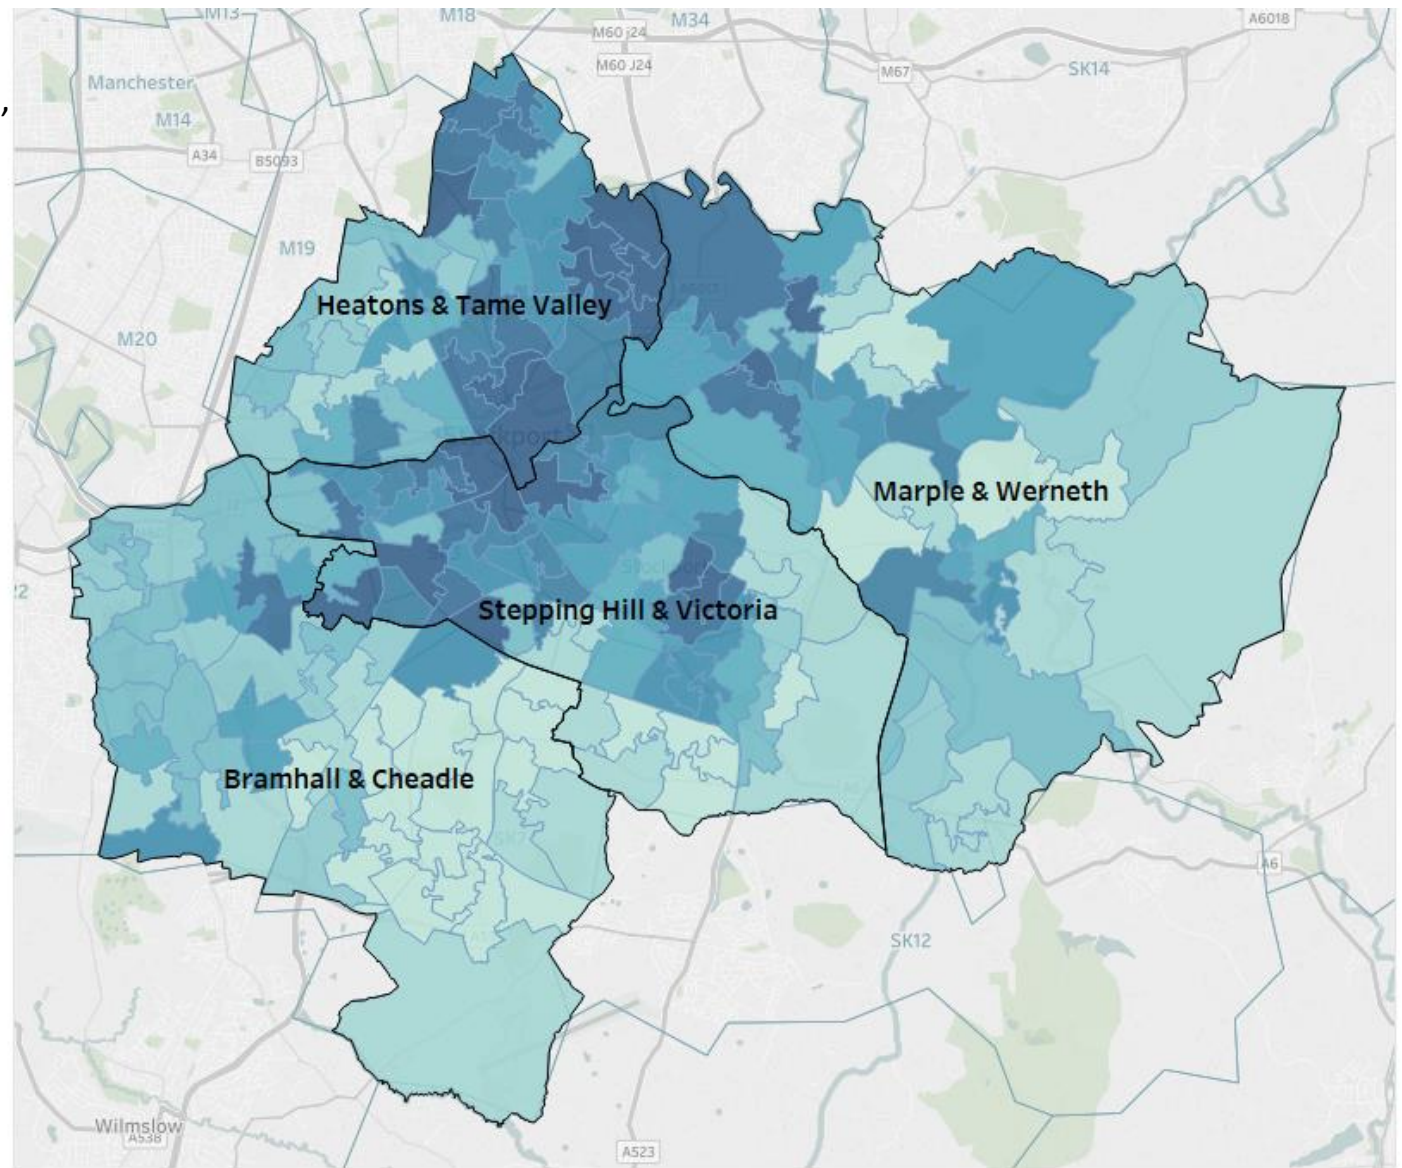 M13
M18
M34
A6018
M60 J24
M60 J24
M67
SK14
Manchester
,
M14
A34
B5093
M19
Heatons & Tame Valley
M20
Marple & Werneth
Stepping Hill & Victoria
Bramhall & Cheadle
SK7
A6
SK12
Wilmslow
A538
A523